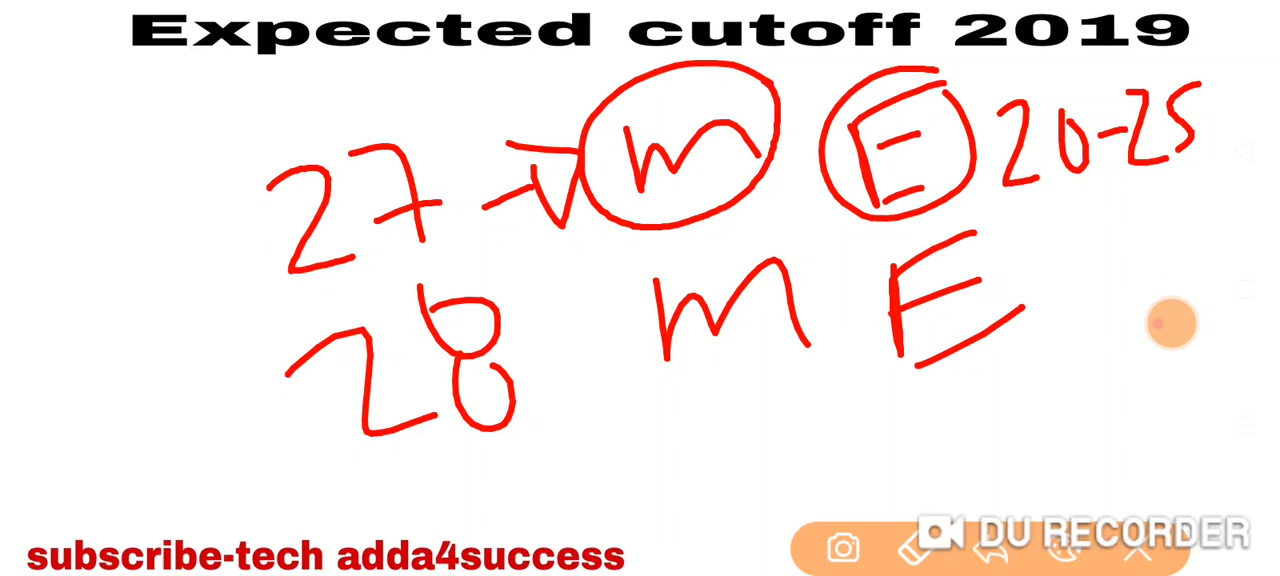 Expected cutoff 2019
27 → m E 20-25
28 m E
subscribe-tech adda4success
DU RECORDER